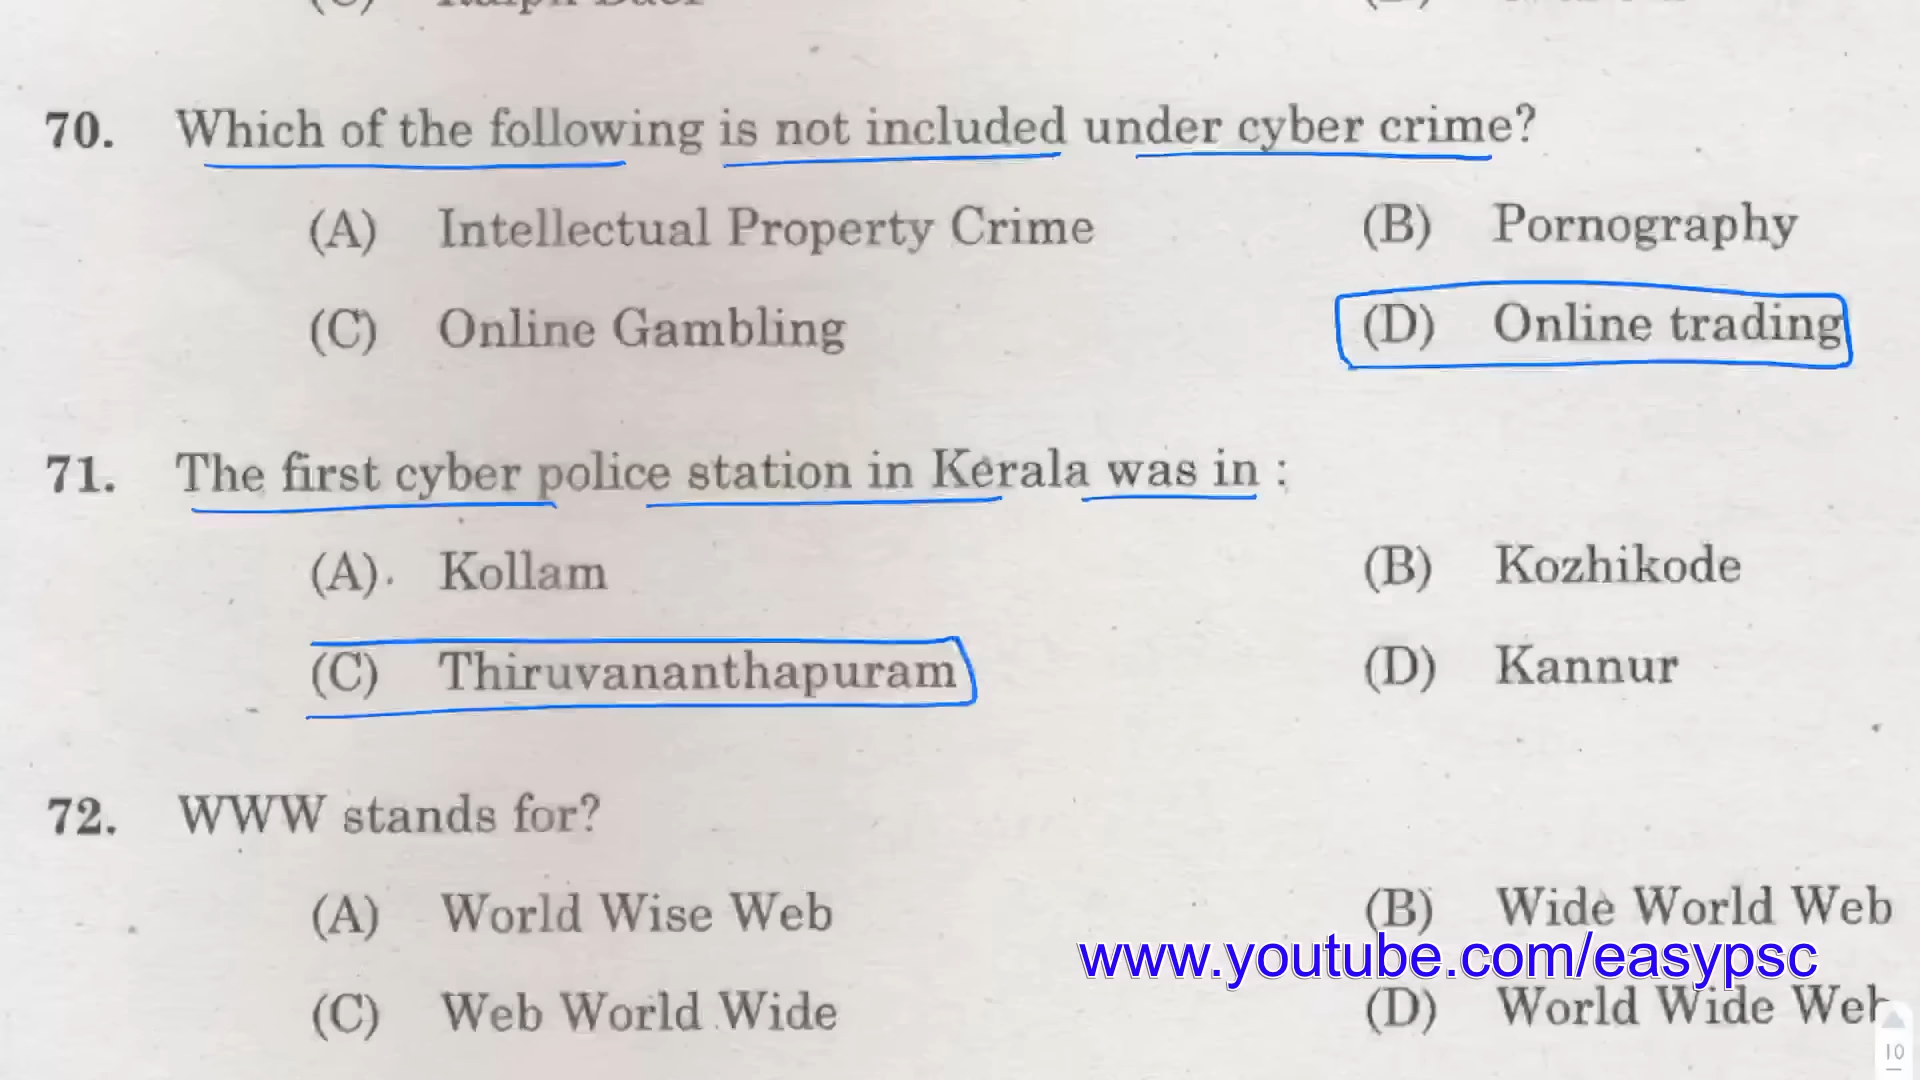 70. Which of the following is not included under cyber crime?
(A) Intellectual Property Crime (B) Pornography
(C) Online Gambling (D) Online trading
71. The first cyber police station in Kerala was in :
(A) Kollam (B) Kozhikode
(C) Thiruvananthapuram (D) Kannur
72. WWW stands for?
(A) World Wise Web (B) Wide World Web
www.youtube.com/easypsc
(C) Web World Wide (D) World Wide Web
10